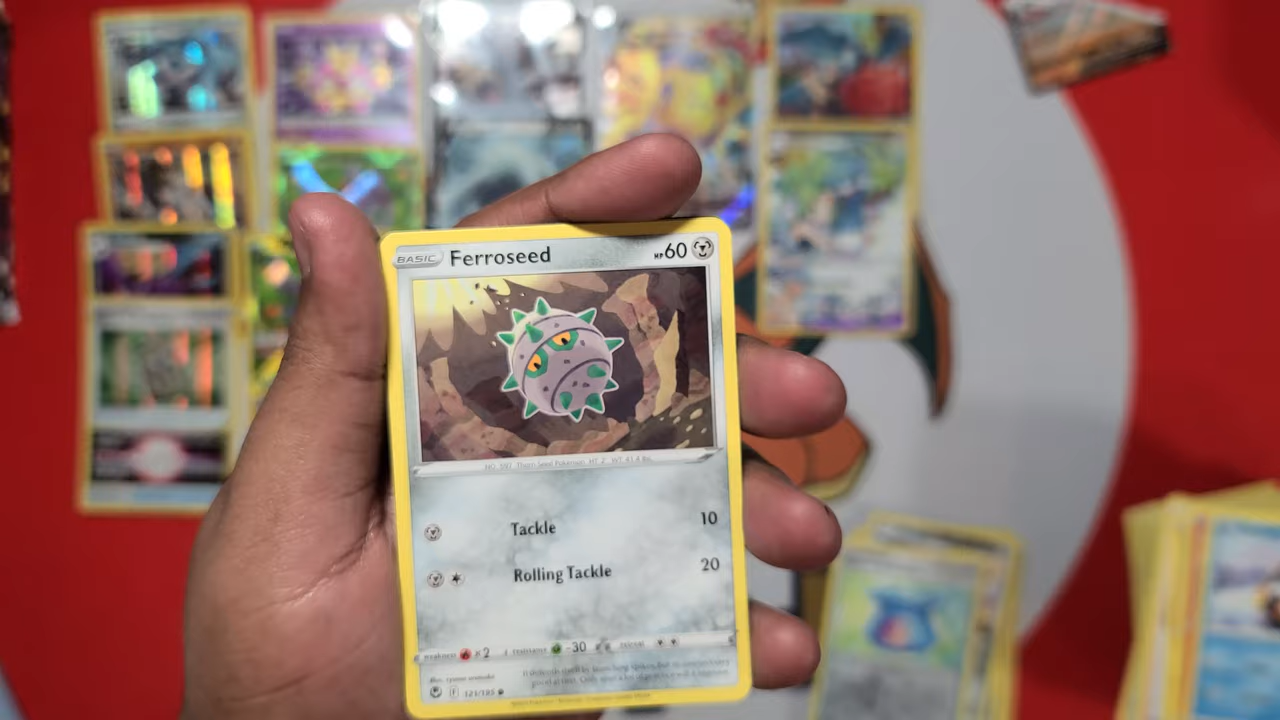 BASIC Ferroseed HP 60
NO. 597 Thorn Seed Pokémon HT: 2' WT: 41.4 lbs.
Tackle 10
Rolling Tackle 20
weakness ×2 resistance -30 retreat
F 121/195